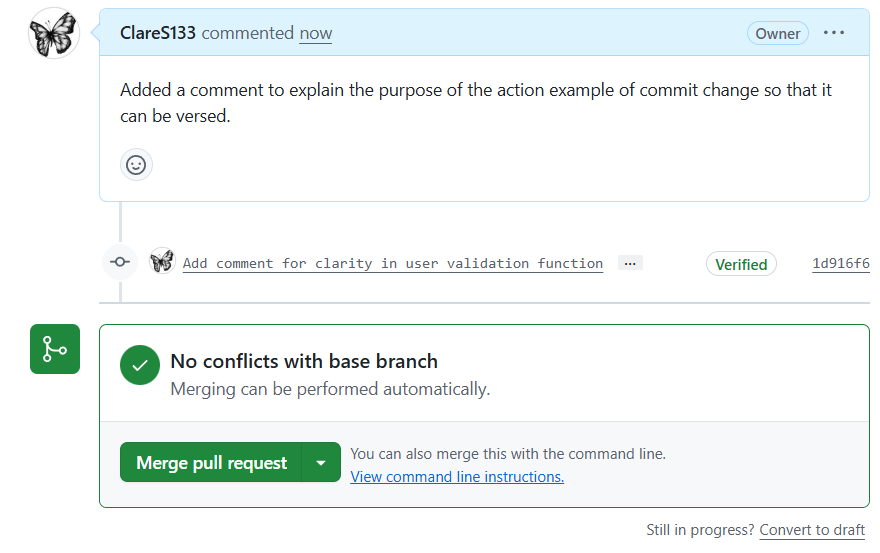 ClareS133 commented now
Owner
Added a comment to explain the purpose of the action example of commit change so that it
can be versed.
Add comment for clarity in user validation function
Verified
1d916f6
No conflicts with base branch
Merging can be performed automatically.
Merge pull request
You can also merge this with the command line.
View command line instructions.
Still in progress? Convert to draft